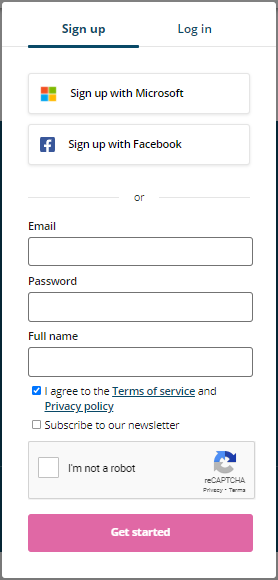 Sign up
Log in
Sign up with Microsoft
Sign up with Facebook
or
Email
Password
Full name
I agree to the Terms of service and
Privacy policy
Subscribe to our newsletter
I'm not a robot
reCAPTCHA
Privacy - Terms
Get started